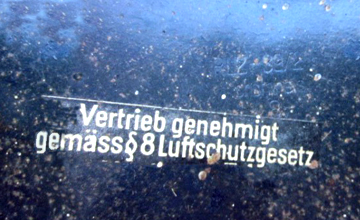 Vertrieb genehmigt
gemäss § 8 Luftschutzgesetz